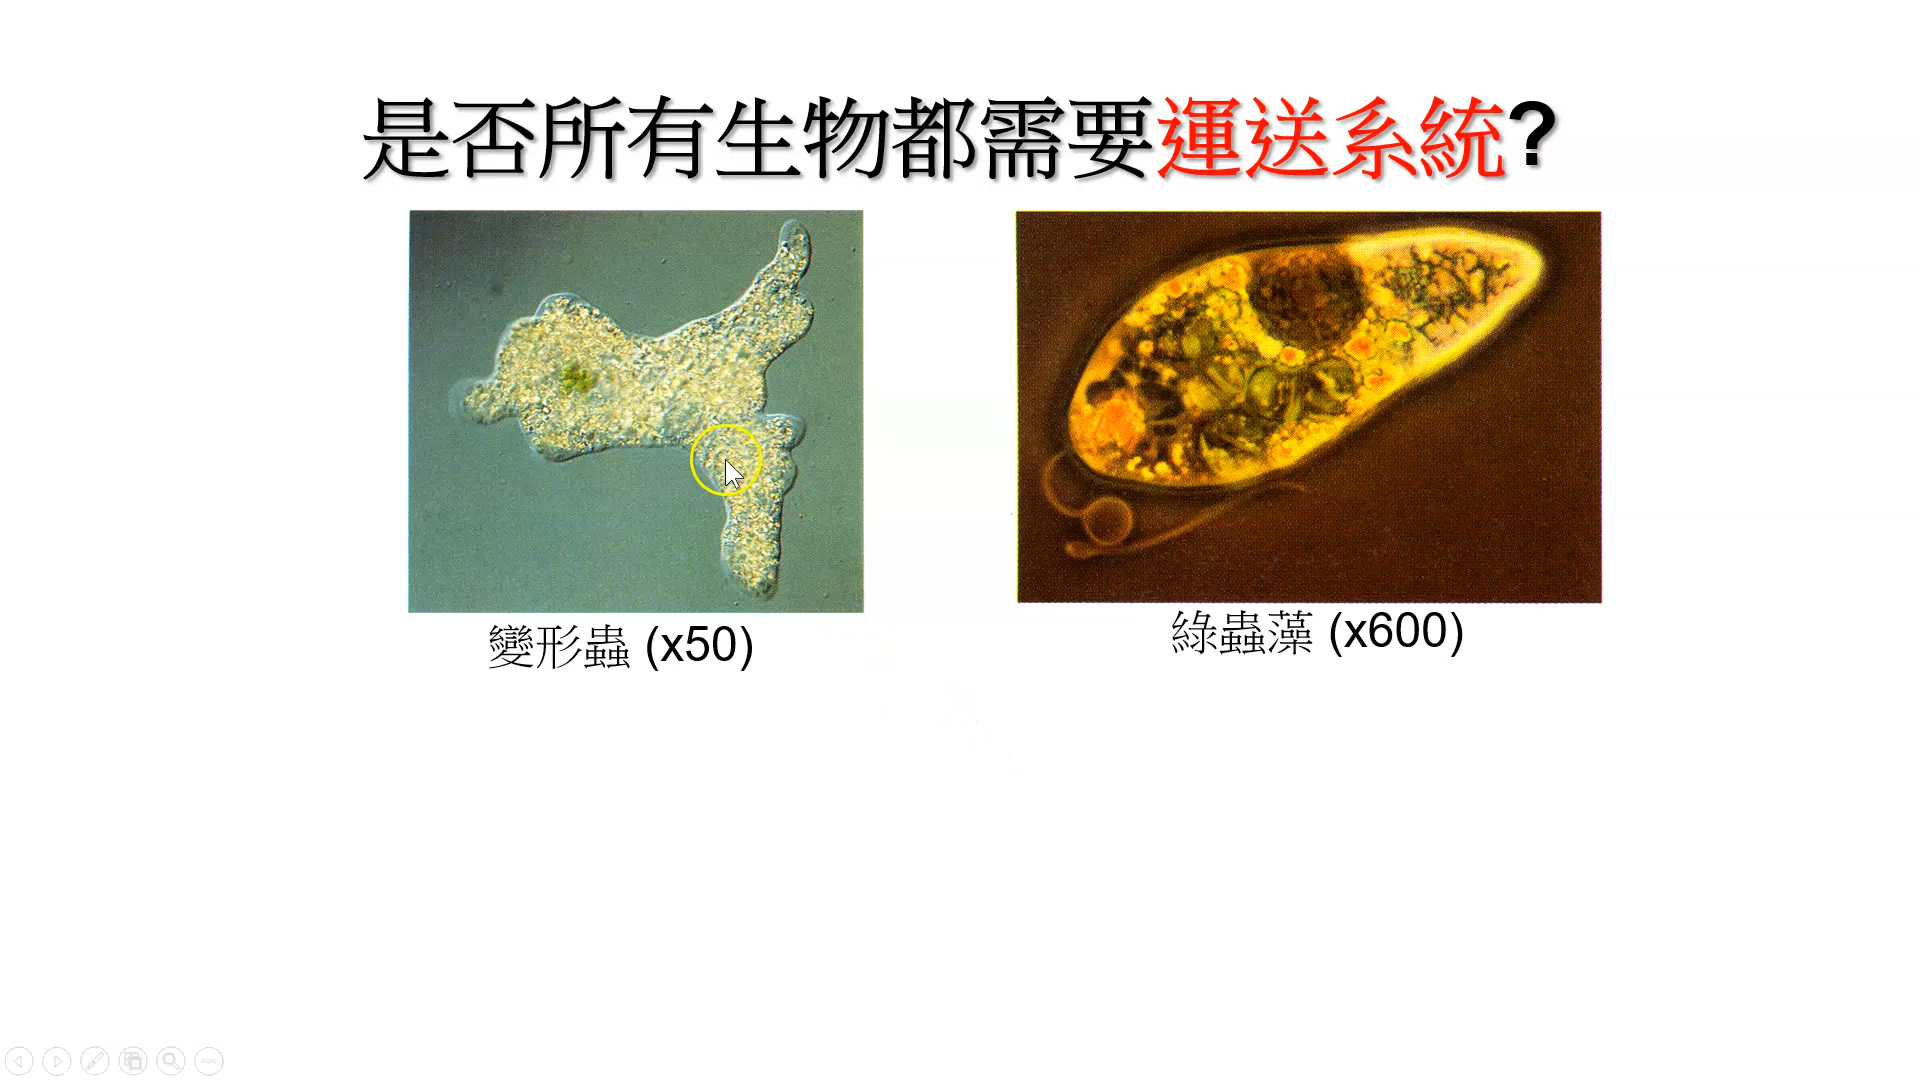 是否所有生物都需要運送系統?
變形蟲 (x50)
綠蟲藻 (x600)